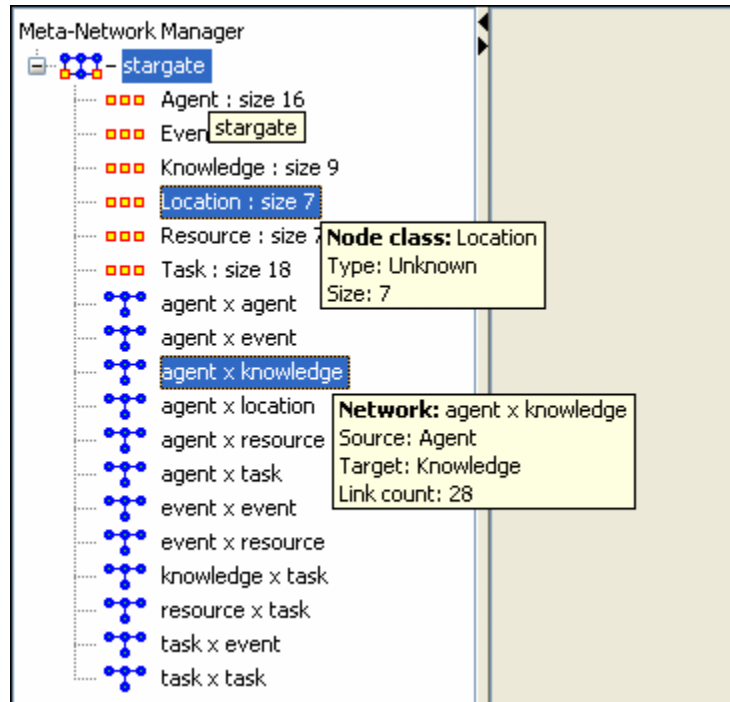 Meta-Network Manager
stargate
Agent : size 16
Even
stargate
Knowledge : size 9
Location : size 7
Resource : size 7
Node class: Location
Type: Unknown
Size: 7
Task : size 18
agent x agent
agent x event
agent x knowledge
agent x location
Network: agent x knowledge
Source: Agent
Target: Knowledge
Link count: 28
agent x resource
agent x task
event x event
event x resource
knowledge x task
resource x task
task x event
task x task